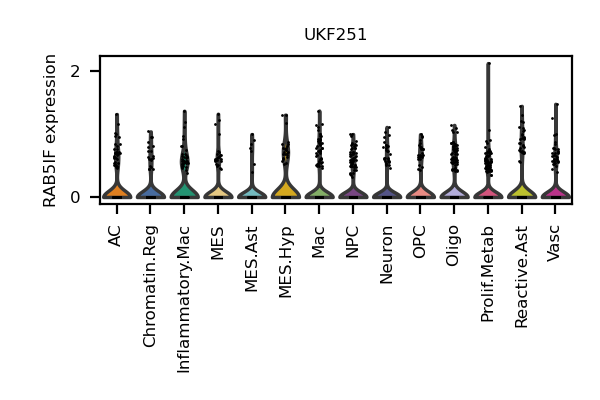 UKF251
RAB5IF expression
2
0
AC
Chromatin.Reg
Inflammatory.Mac
MES
MES.Ast
MES.Hyp
Mac
NPC
Neuron
OPC
Oligo
Prolif.Metab
Reactive.Ast
Vasc